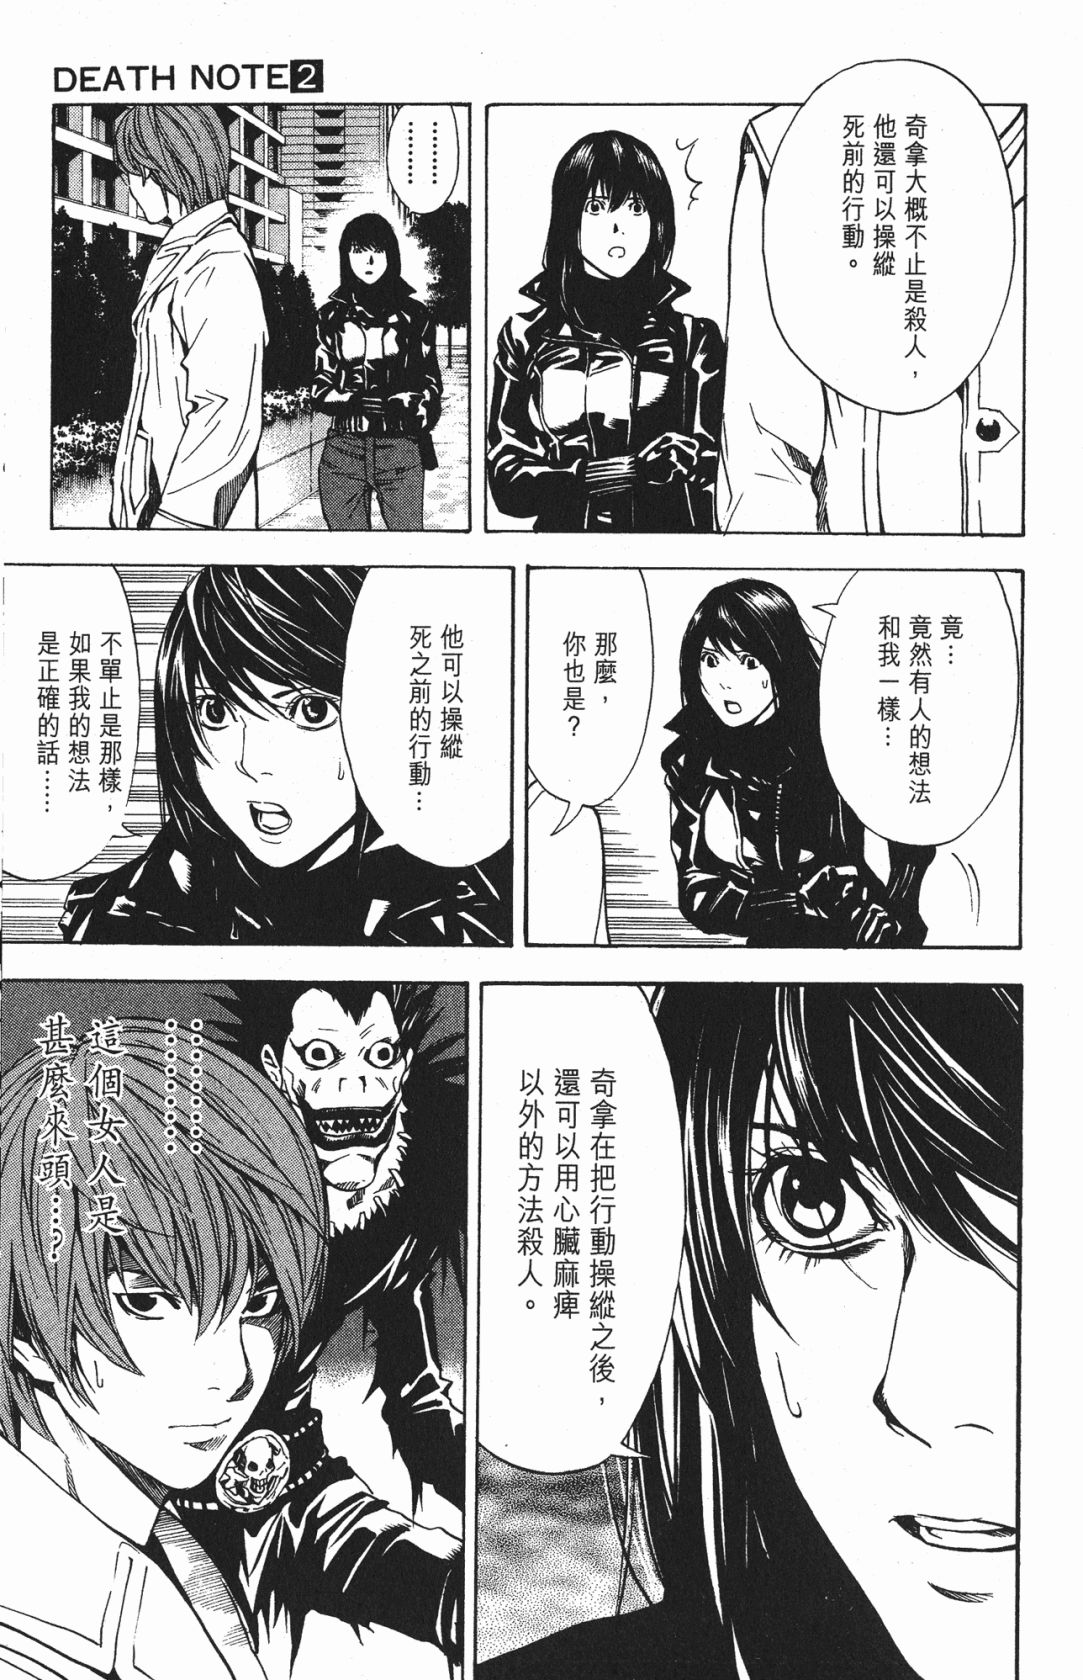 DEATH NOTE2
奇拿大概不止是殺人，
他還可以操縱
死前的行動。
…………
竟…
竟然有人的想法
和我一樣…
那麼，
你也是？
他可以操縱
死之前的行動…
不單止是那樣，
如果我的想法
是正確的話……
奇拿在把行動操縱之後，
還可以用心臟麻痺
以外的方法殺人。
…………
…………
這個女人是
甚麼來頭……？